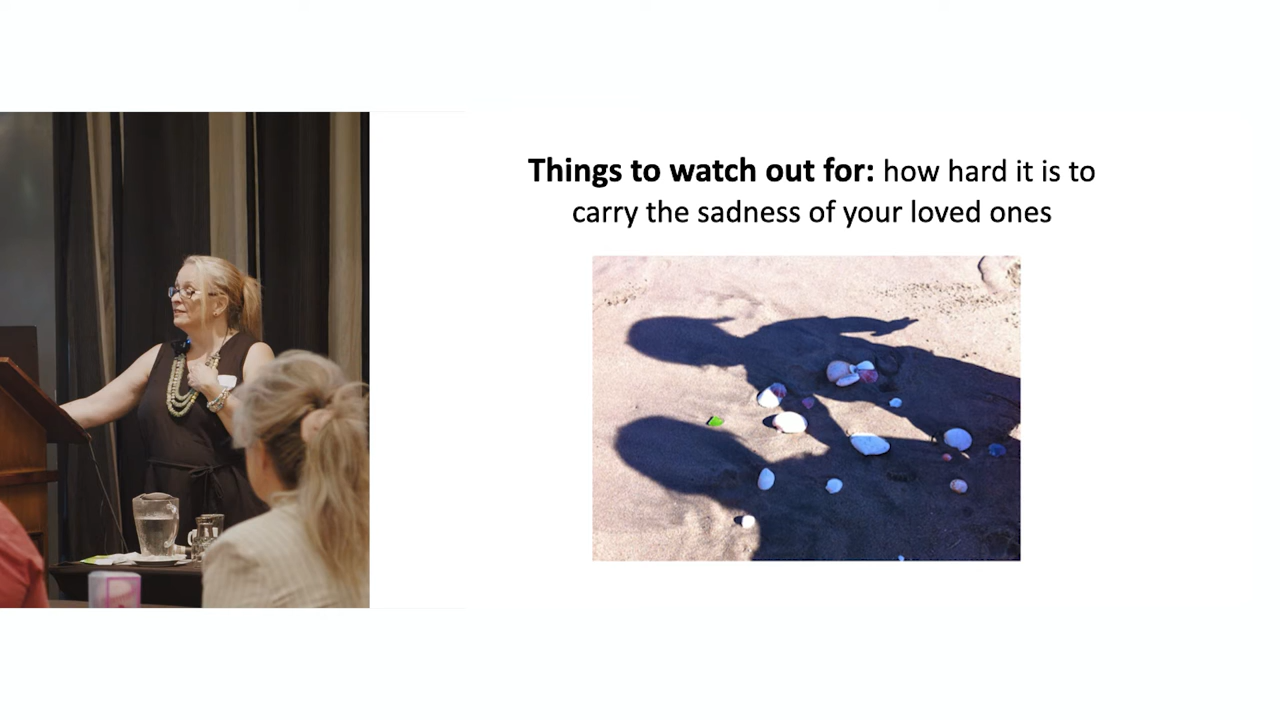 Things to watch out for: how hard it is to
carry the sadness of your loved ones